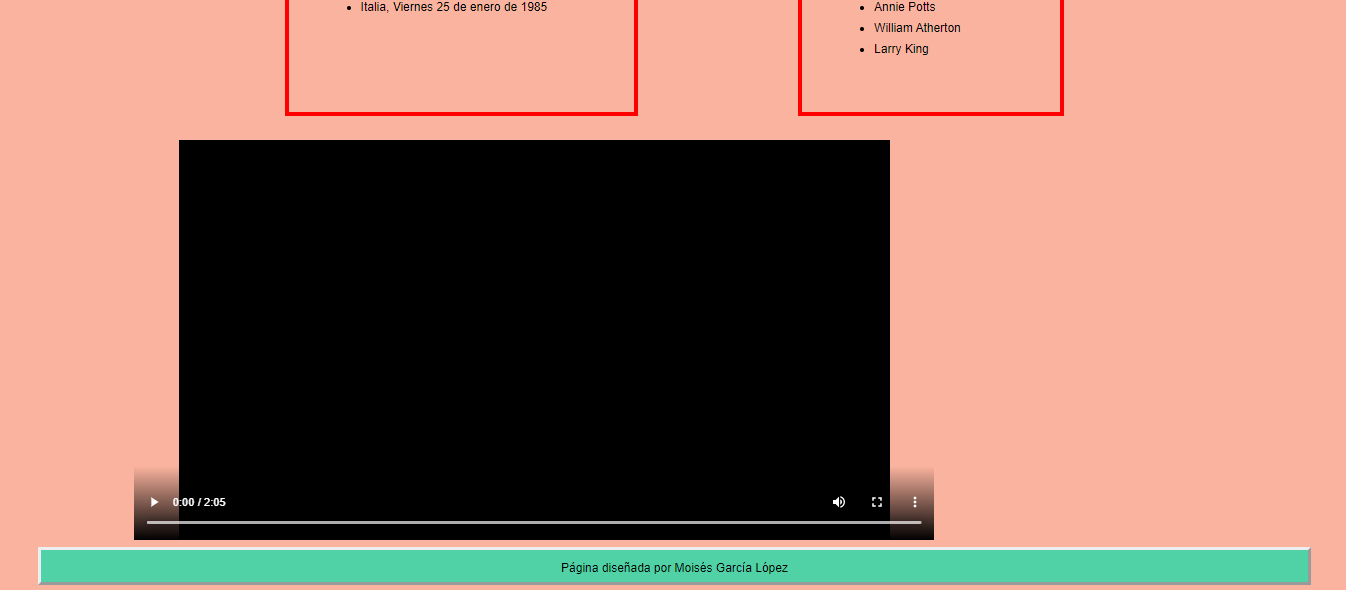 Italia, Viernes 25 de enero de 1985
Annie Potts
William Atherton
Larry King
0:00 / 2:05
Página diseñada por Moisés García López